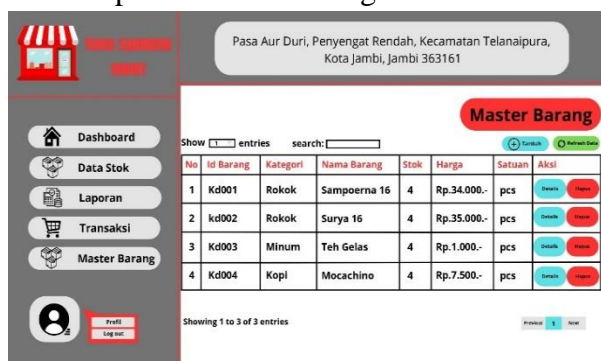 Pasa Aur Duri, Penyengat Rendah, Kecamatan Telanaipura,
Kota Jambi, Jambi 363161
Master Barang
Dashboard
Data Stok
Laporan
Transaksi
Master Barang
Profil
Log out
Show 1 entries search:
Tambah Refresh Data
No Id Barang Kategori Nama Barang Stok Harga Satuan Aksi
1 Kd001 Rokok Sampoerna 16 4 Rp.34.000.- pcs Details Hapus
2 kd002 Rokok Surya 16 4 Rp.35.000.- pcs Details Hapus
3 Kd003 Minum Teh Gelas 4 Rp.1.000.- pcs Details Hapus
4 Kd004 Kopi Mocachino 4 Rp.7.500.- pcs Details Hapus
Showing 1 to 3 of 3 entries
Previous 1 Next